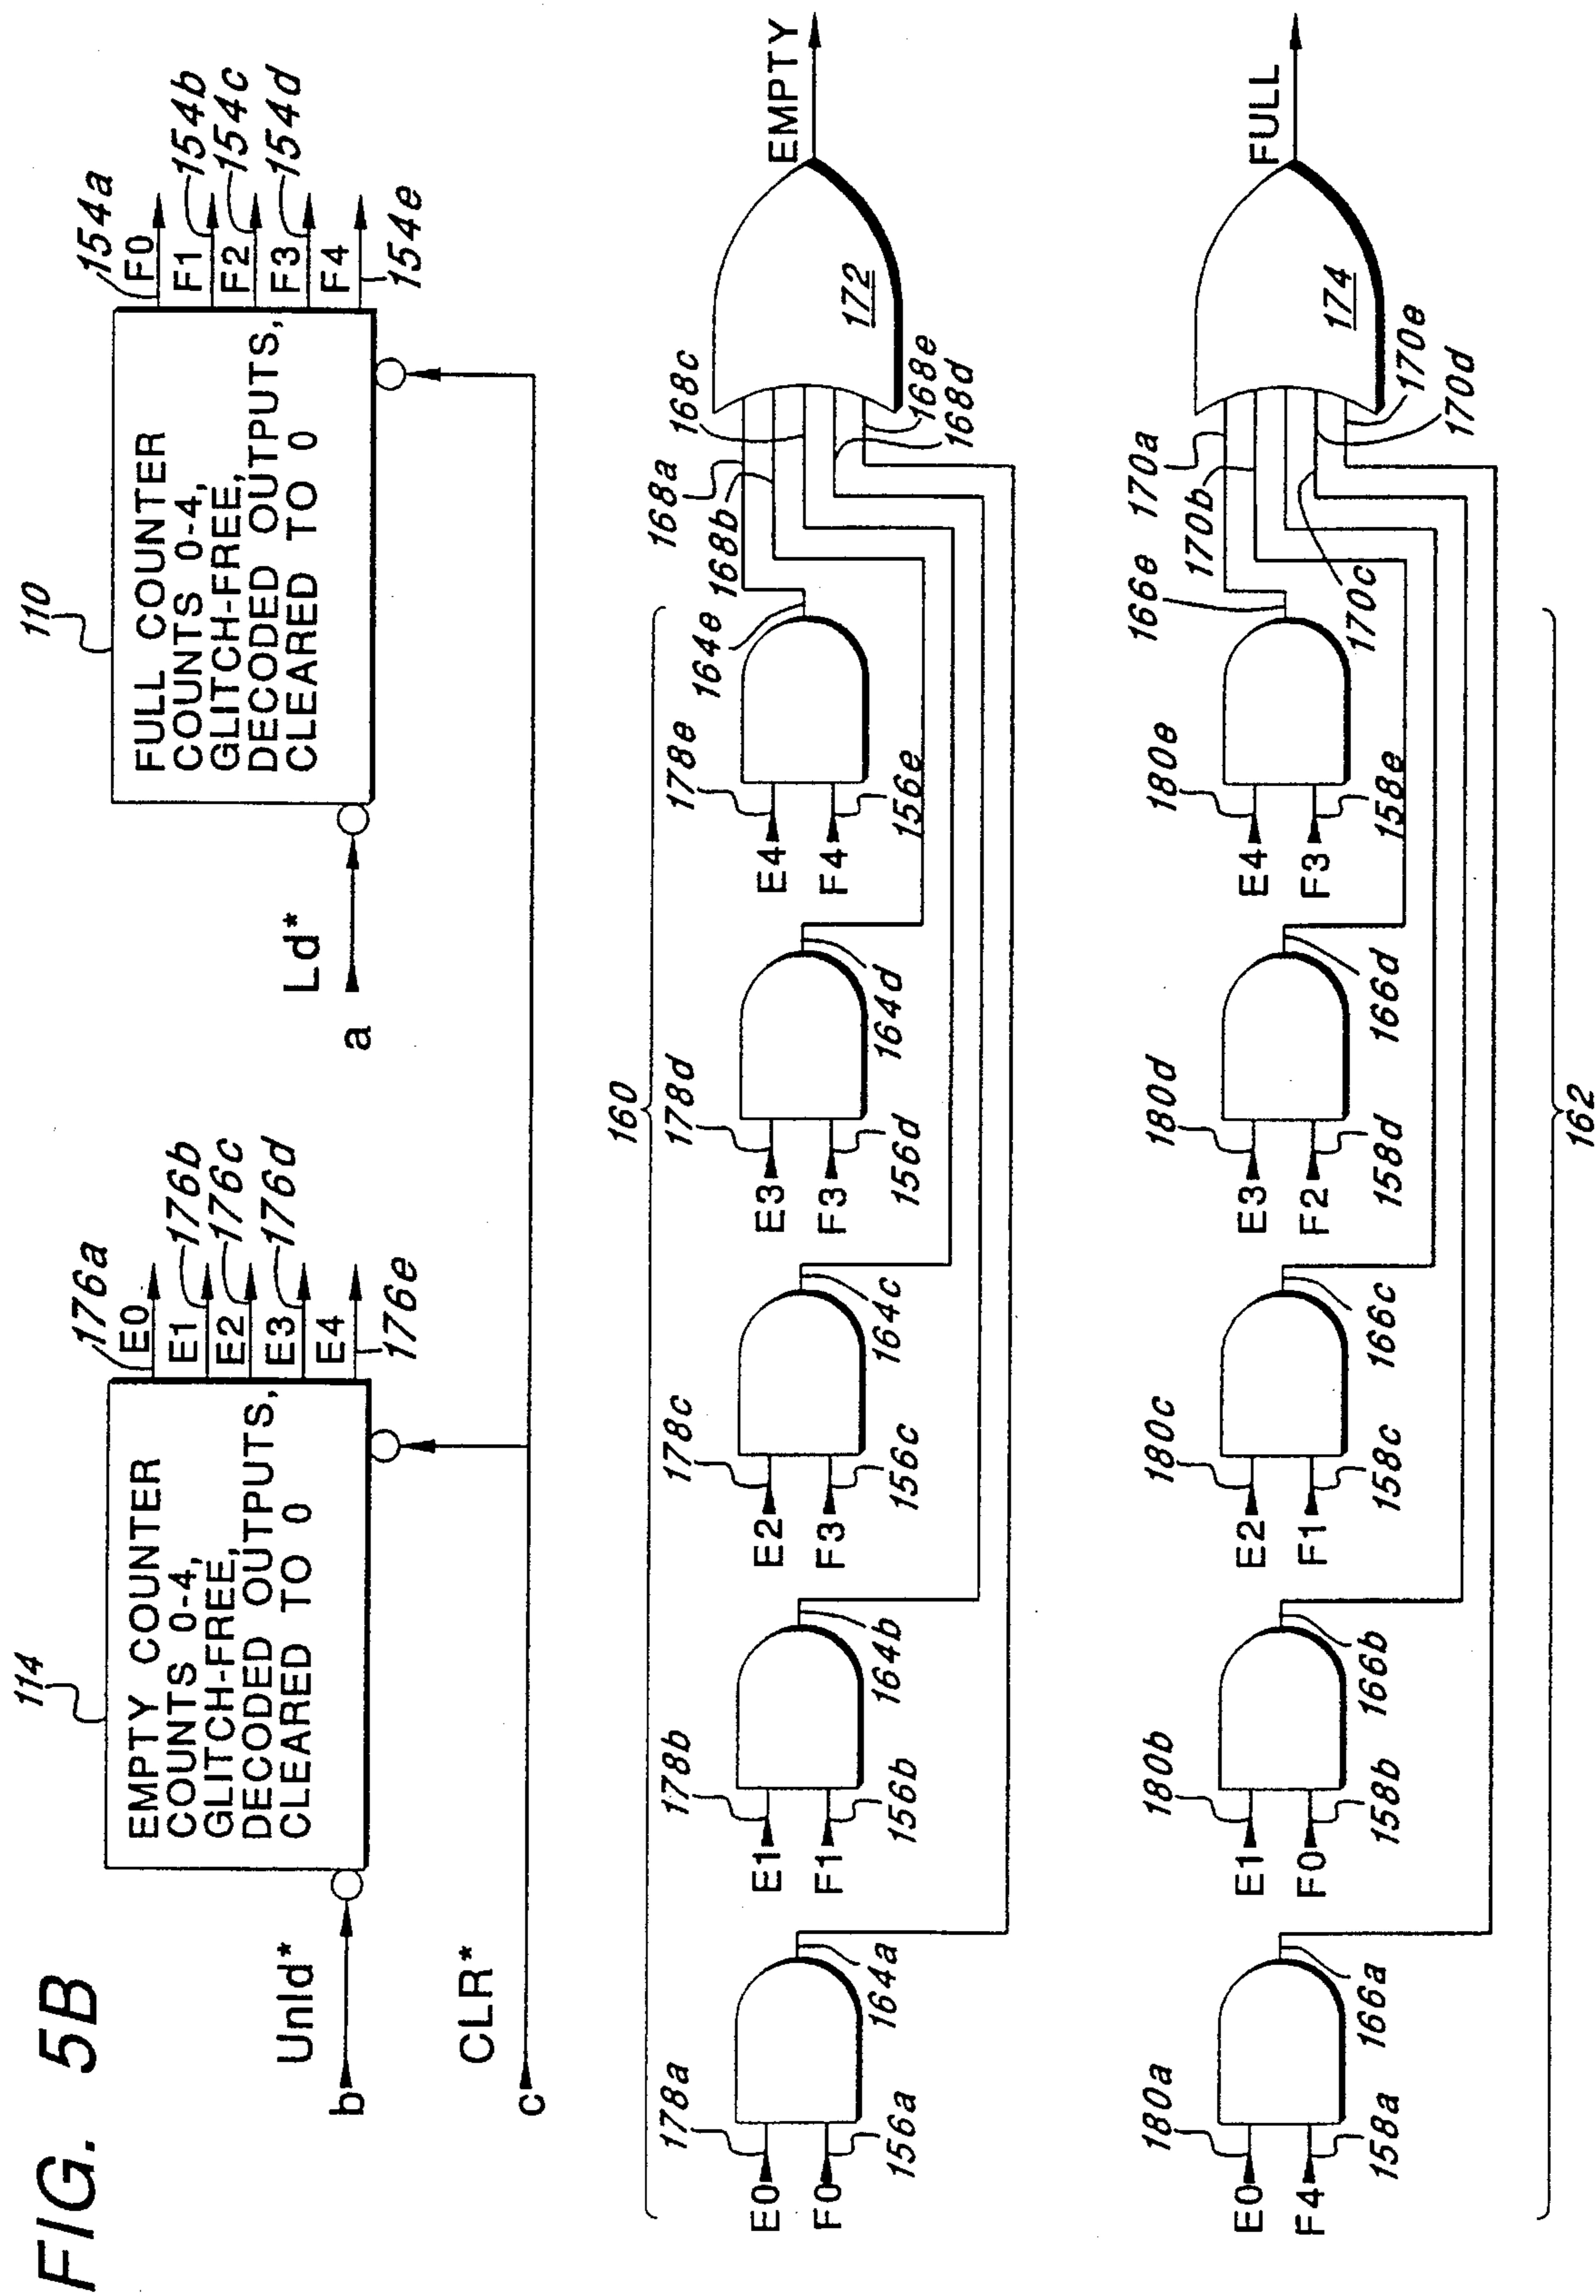 FIG. 5B
114
EMPTY COUNTER
COUNTS 0-4,
GLITCH-FREE,
DECODED OUTPUTS,
CLEARED TO 0
176a
E0
E1
176b
E2
176c
E3
176d
E4
176e
Unld*
b
CLR*
c
110
FULL COUNTER
COUNTS 0-4,
GLITCH-FREE,
DECODED OUTPUTS,
CLEARED TO 0
154a
F0
F1
154b
F2
154c
F3
154d
F4
154e
Ld*
a
160
178a
E0
F0
156a
164a
178b
E1
F1
156b
164b
178c
E2
F3
156c
164c
178d
E3
F3
156d
164d
178e
E4
F4
156e
164e
168a
168b
168c
168e
168d
172
EMPTY
180a
E0
F4
158a
166a
180b
E1
F0
158b
166b
180c
E2
F1
158c
166c
180d
E3
F2
158d
166d
180e
E4
F3
158e
166e
170a
170b
170c
170e
170d
174
FULL
162